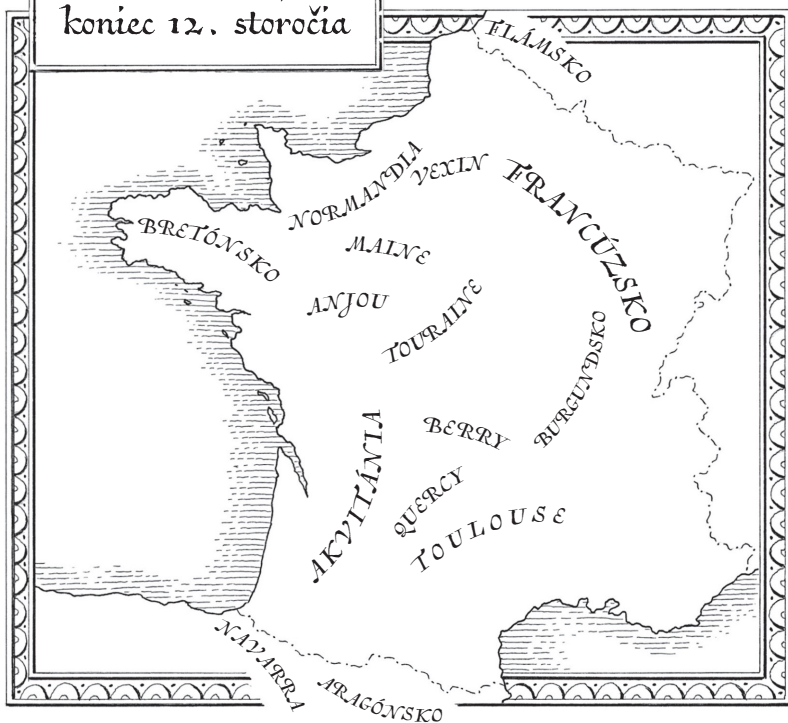 koniec 12. storočia
FLÁMSKO
NORMANDIA
VEXIN
FRANCÚZSKO
BRETÓNSKO
MAINE
ANJOU
TOURAINE
BURGUNDSKO
BERRY
AKVITÁNIA
QUERCY
TOULOUSE
NAVARRA
ARAGÓNSKO